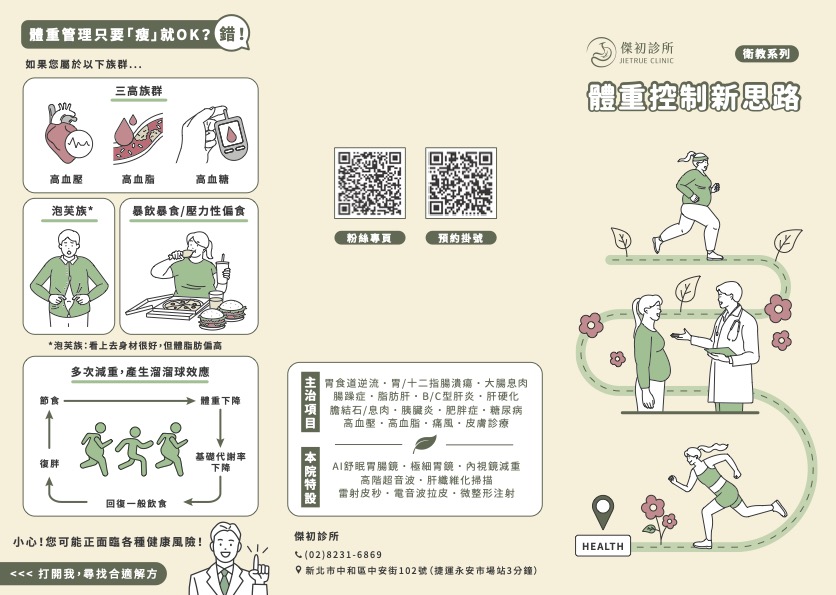 體重管理只要「瘦」就OK？錯！
如果您屬於以下族群...
三高族群
高血壓
高血脂
高血糖
泡芙族*
暴飲暴食/壓力性偏食
*泡芙族：看上去身材很好，但體脂肪偏高
多次減重，產生溜溜球效應
節食
體重下降
基礎代謝率
下降
回復一般飲食
復胖
小心！您可能正面臨各種健康風險！
<<< 打開我，尋找合適解方
粉絲專頁
預約掛號
主治項目
胃食道逆流・胃/十二指腸潰瘍・大腸息肉
腸躁症・脂肪肝・B/C型肝炎・肝硬化
膽結石/息肉・胰臟炎・肥胖症・糖尿病
高血壓・高血脂・痛風・皮膚診療
本院特設
AI舒眠胃腸鏡・極細胃鏡・內視鏡減重
高階超音波・肝纖維化掃描
雷射皮秒・電音波拉皮・微整形注射
傑初診所
(02)8231-6869
新北市中和區中安街102號（捷運永安市場站3分鐘）
傑初診所
JIETRUE CLINIC
衛教系列
體重控制新思路
HEALTH